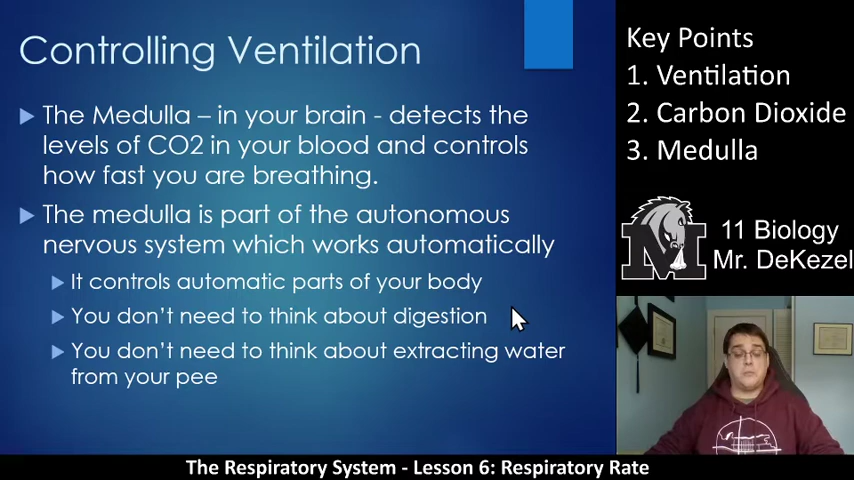 Controlling Ventilation
The Medulla – in your brain - detects the
levels of CO2 in your blood and controls
how fast you are breathing.
The medulla is part of the autonomous
nervous system which works automatically
It controls automatic parts of your body
You don't need to think about digestion
You don't need to think about extracting water
from your pee
Key Points
1. Ventilation
2. Carbon Dioxide
3. Medulla
M
11 Biology
Mr. DeKezel
The Respiratory System - Lesson 6: Respiratory Rate